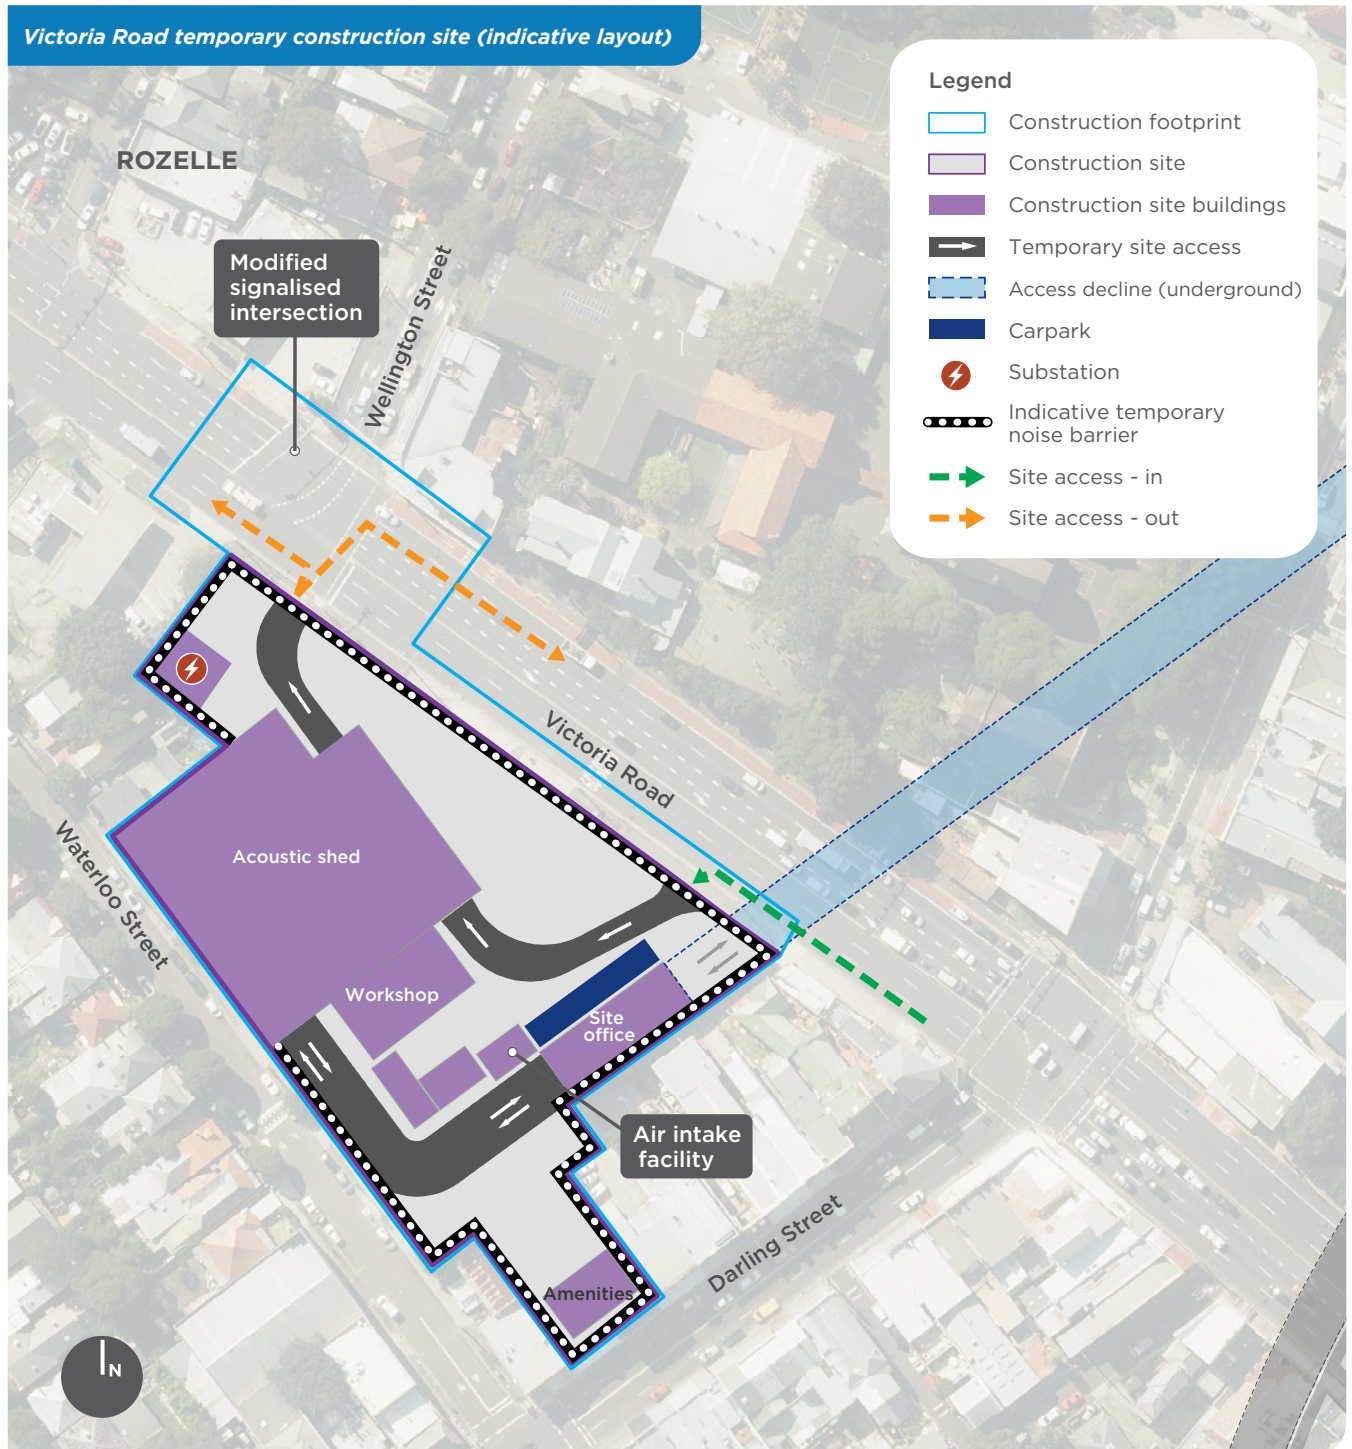 Victoria Road temporary construction site (indicative layout)
Legend
Construction footprint
Construction site
Construction site buildings
Temporary site access
Access decline (underground)
Carpark
Substation
Indicative temporary
noise barrier
Site access - in
Site access - out
ROZELLE
Modified
signalised
intersection
Wellington Street
Victoria Road
Waterloo Street
Acoustic shed
Workshop
Site
office
Air intake
facility
Darling Street
Amenities
N